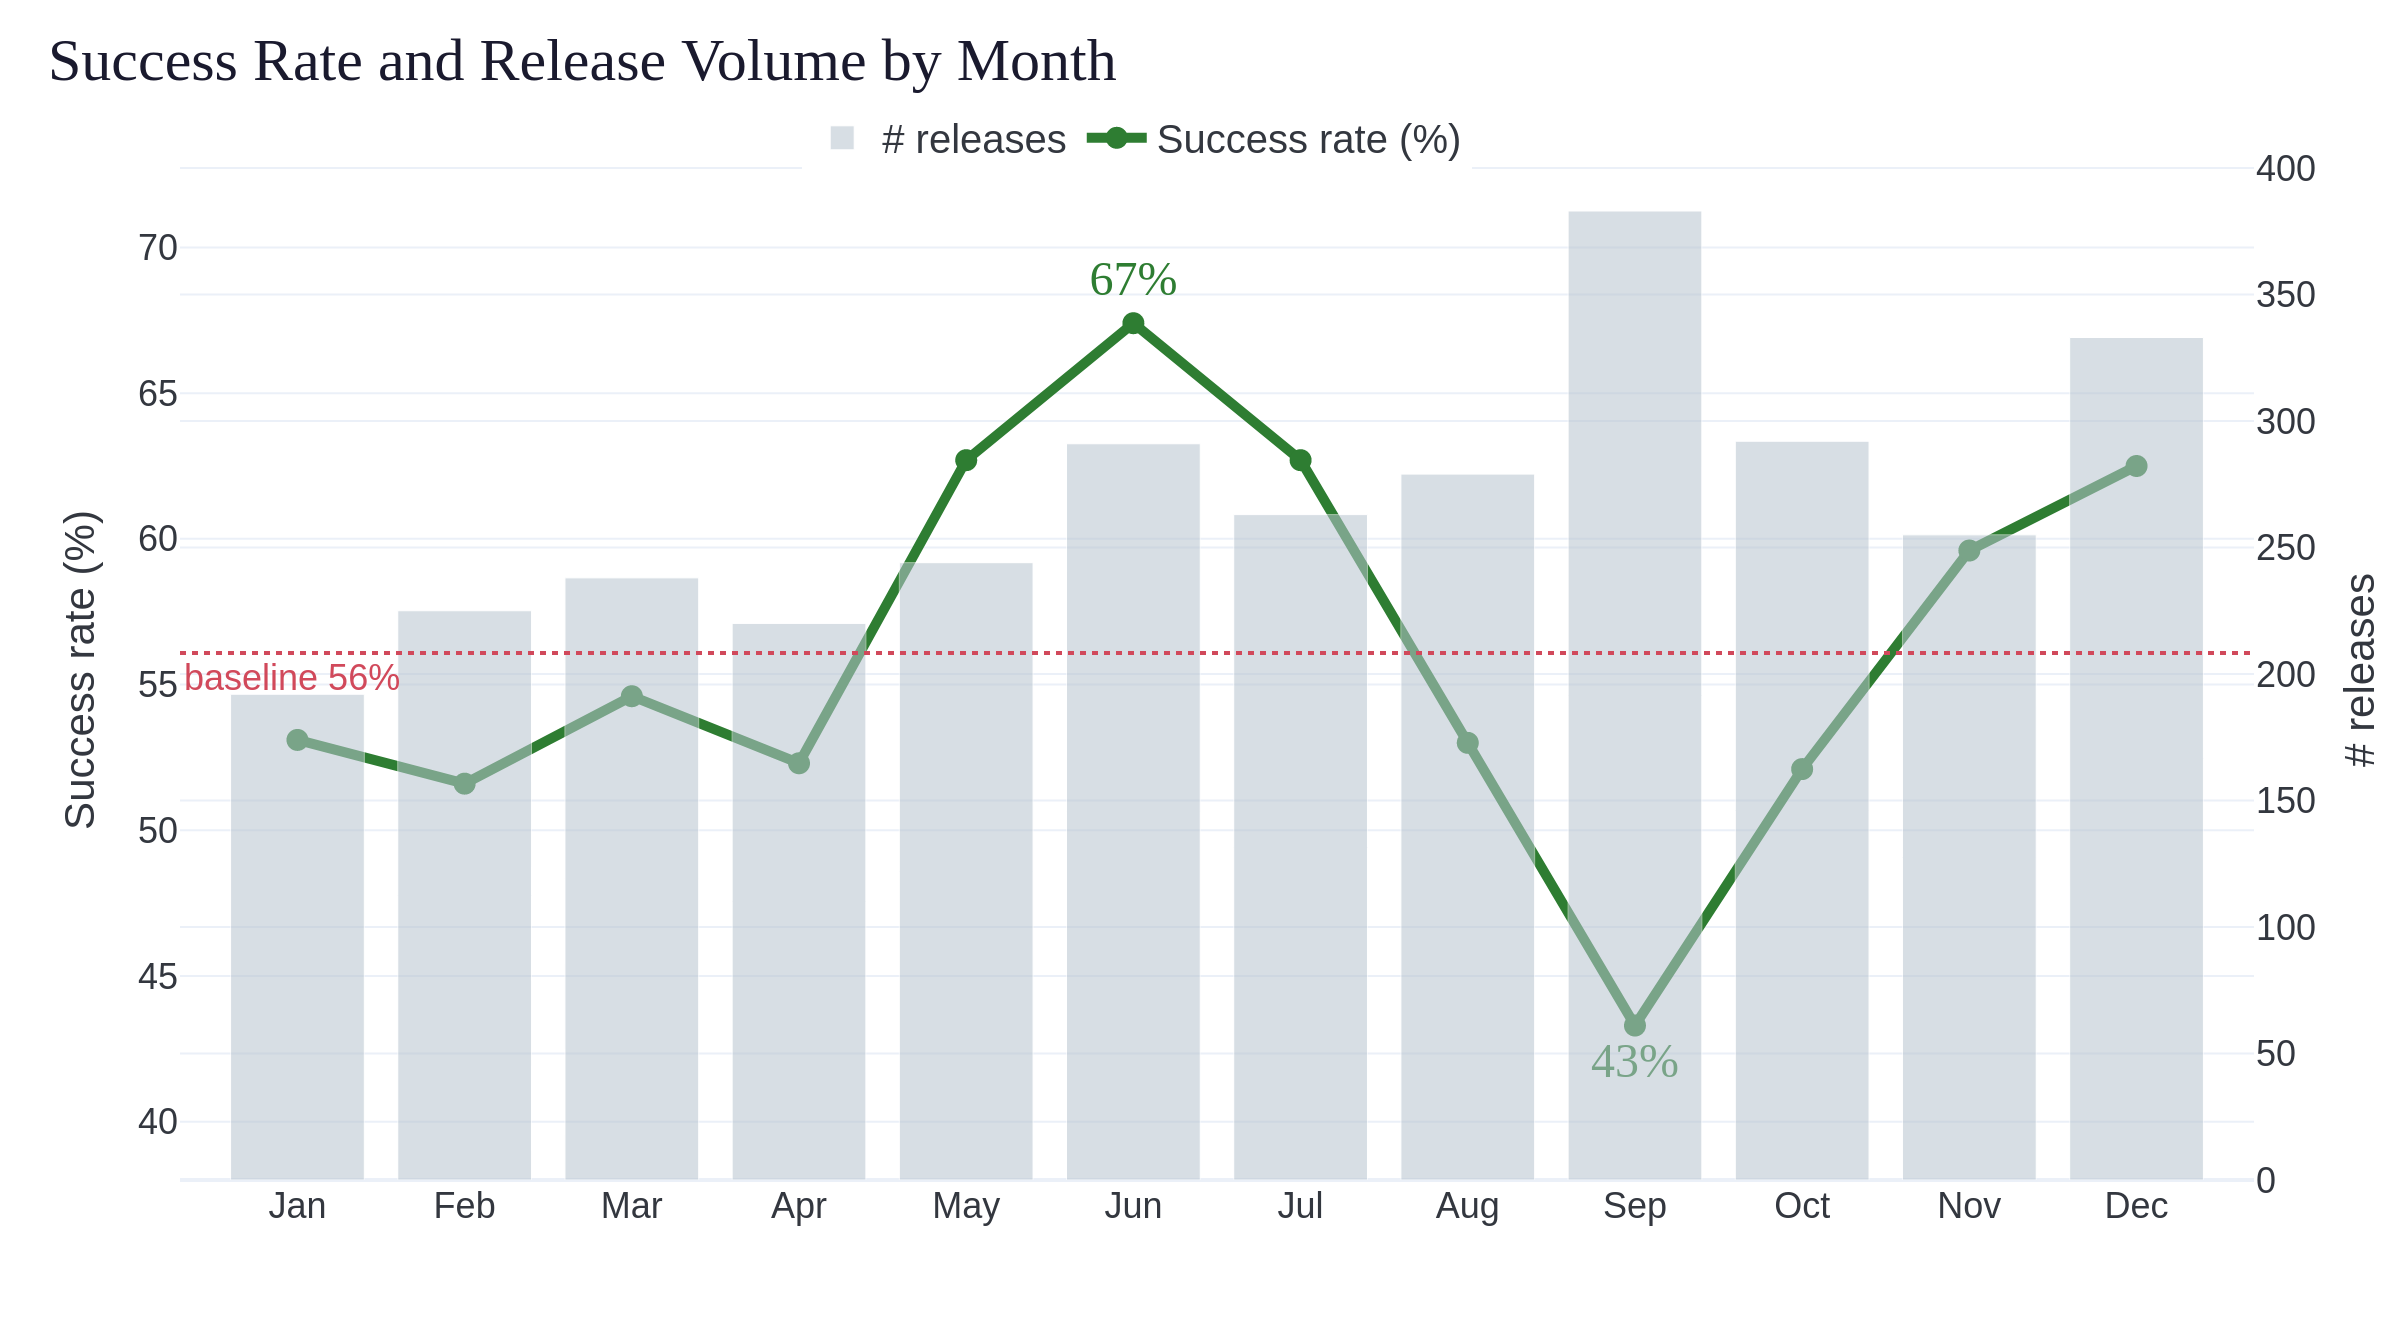 Success Rate and Release Volume by Month
# releases
Success rate (%)
400
70
67%
350
65
300
60
250
baseline 56%
55
200
Success rate (%)
# releases
50
150
100
45
43%
50
40
0
Jan Feb Mar Apr May Jun Jul Aug Sep Oct Nov Dec